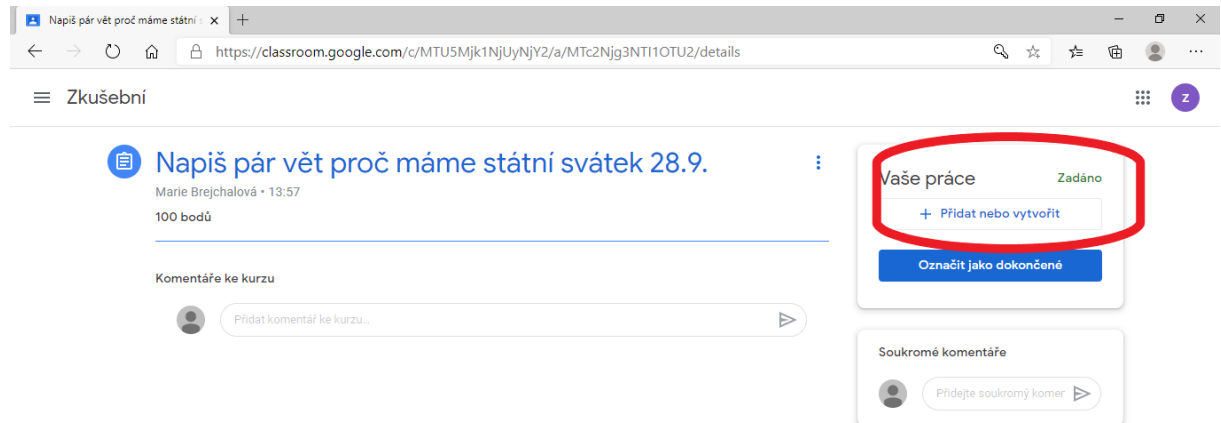 Napiš pár vět proč máme státní s
https://classroom.google.com/c/MTU5Mjk1NjUyNjY2/a/MTc2Njg3NTI1OTU2/details
Zkušební
Z
Napiš pár vět proč máme státní svátek 28.9.
Marie Brejchalová • 13:57
100 bodů
Komentáře ke kurzu
Přidat komentář ke kurzu...
Vaše práce Zadáno
+ Přidat nebo vytvořit
Označit jako dokončené
Soukromé komentáře
Přidejte soukromý komer